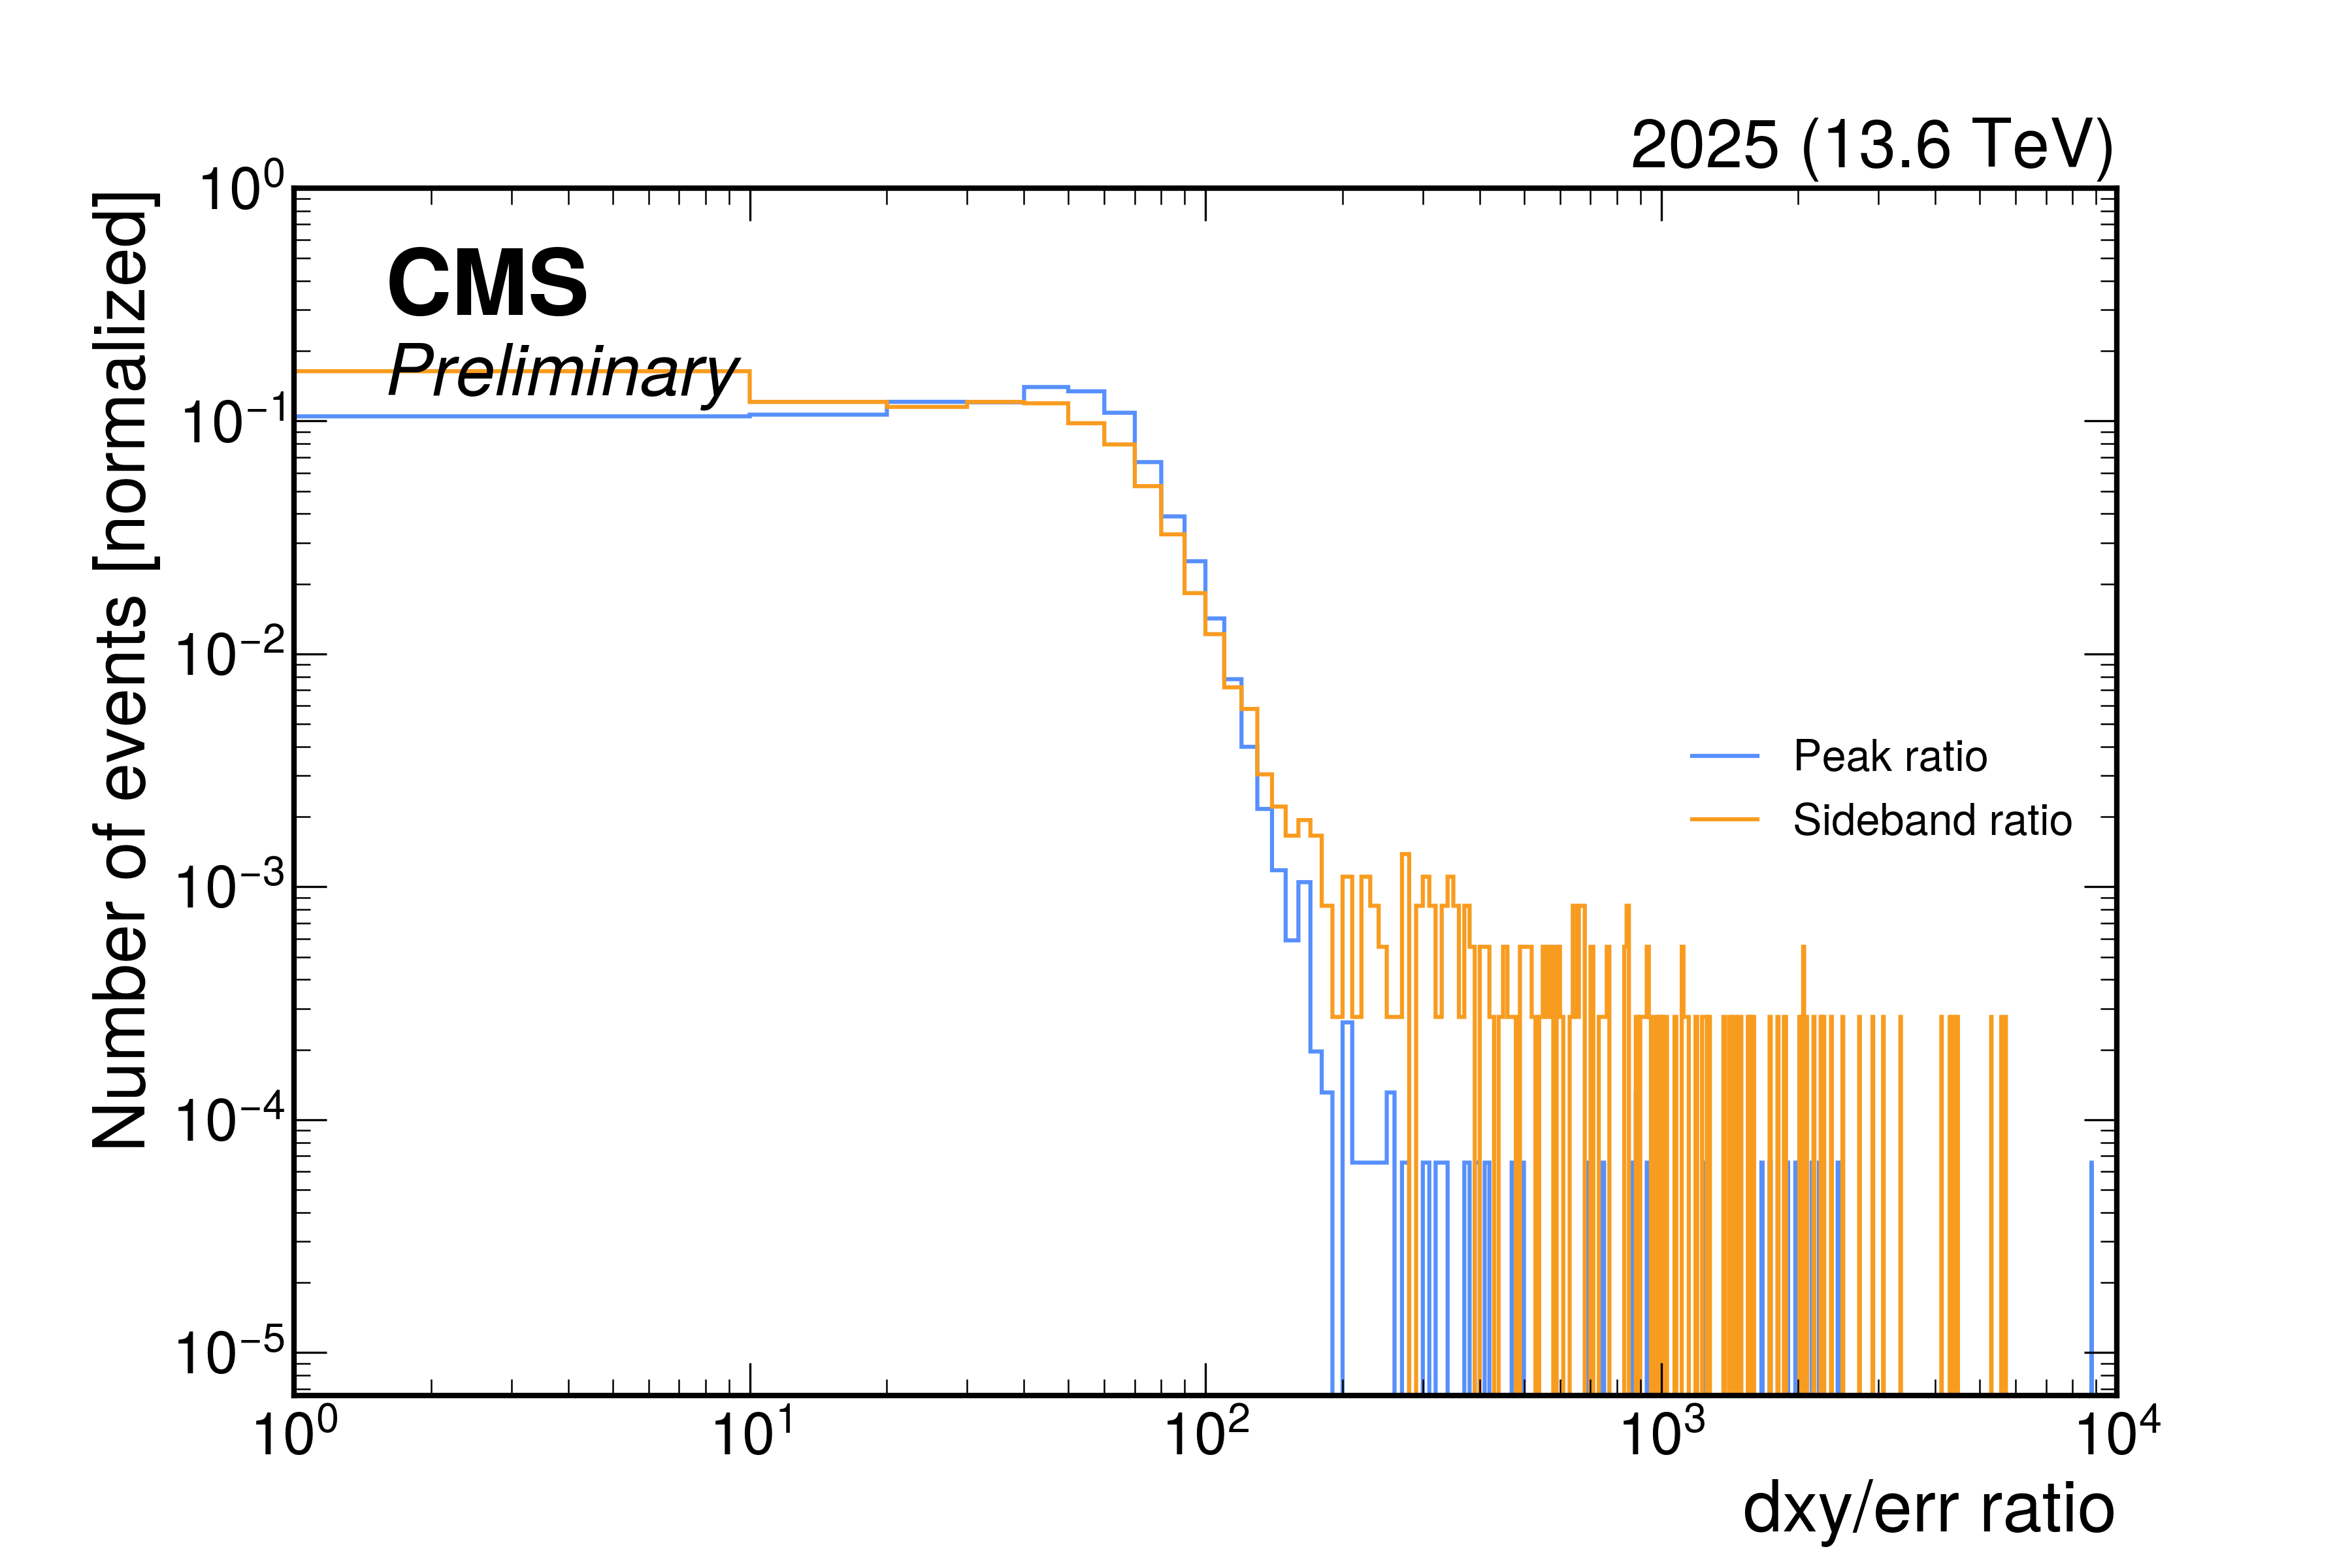 2025 (13.6 TeV)
CMS
Preliminary
Number of events [normalized]
10⁰
10⁻¹
10⁻²
10⁻³
10⁻⁴
10⁻⁵
Peak ratio
Sideband ratio
10⁰ 10¹ 10² 10³ 10⁴
dxy/err ratio